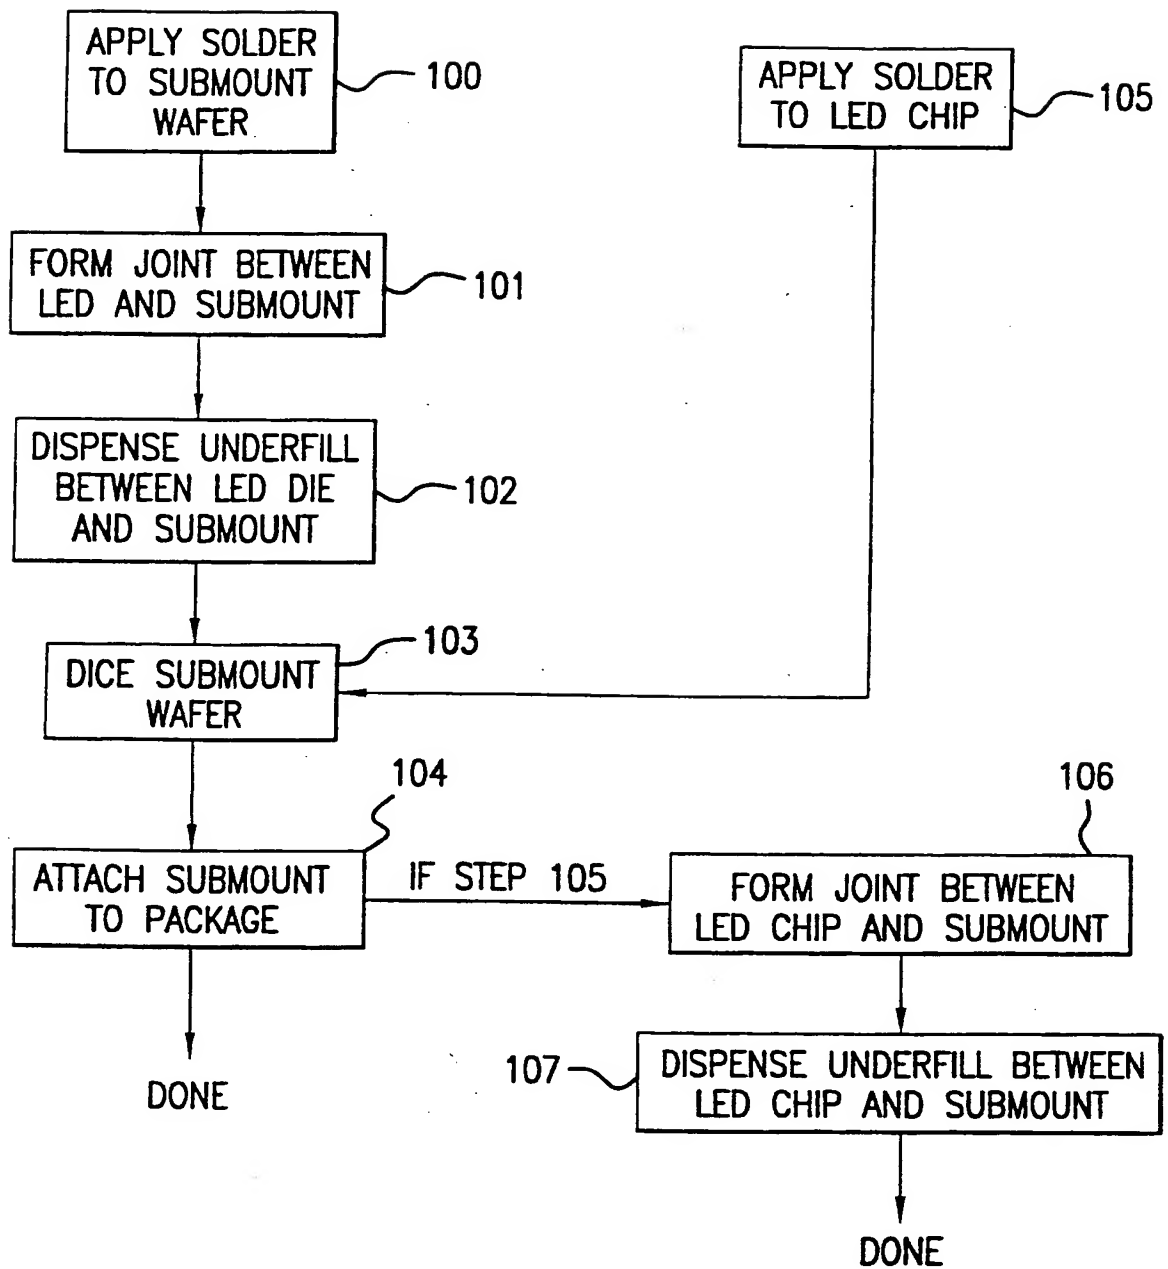 APPLY SOLDER
TO SUBMOUNT
WAFER
100
APPLY SOLDER
TO LED CHIP
105
FORM JOINT BETWEEN
LED AND SUBMOUNT
101
DISPENSE UNDERFILL
BETWEEN LED DIE
AND SUBMOUNT
102
DICE SUBMOUNT
WAFER
103
ATTACH SUBMOUNT
TO PACKAGE
104
IF STEP 105
FORM JOINT BETWEEN
LED CHIP AND SUBMOUNT
106
DISPENSE UNDERFILL BETWEEN
LED CHIP AND SUBMOUNT
107
DONE
DONE